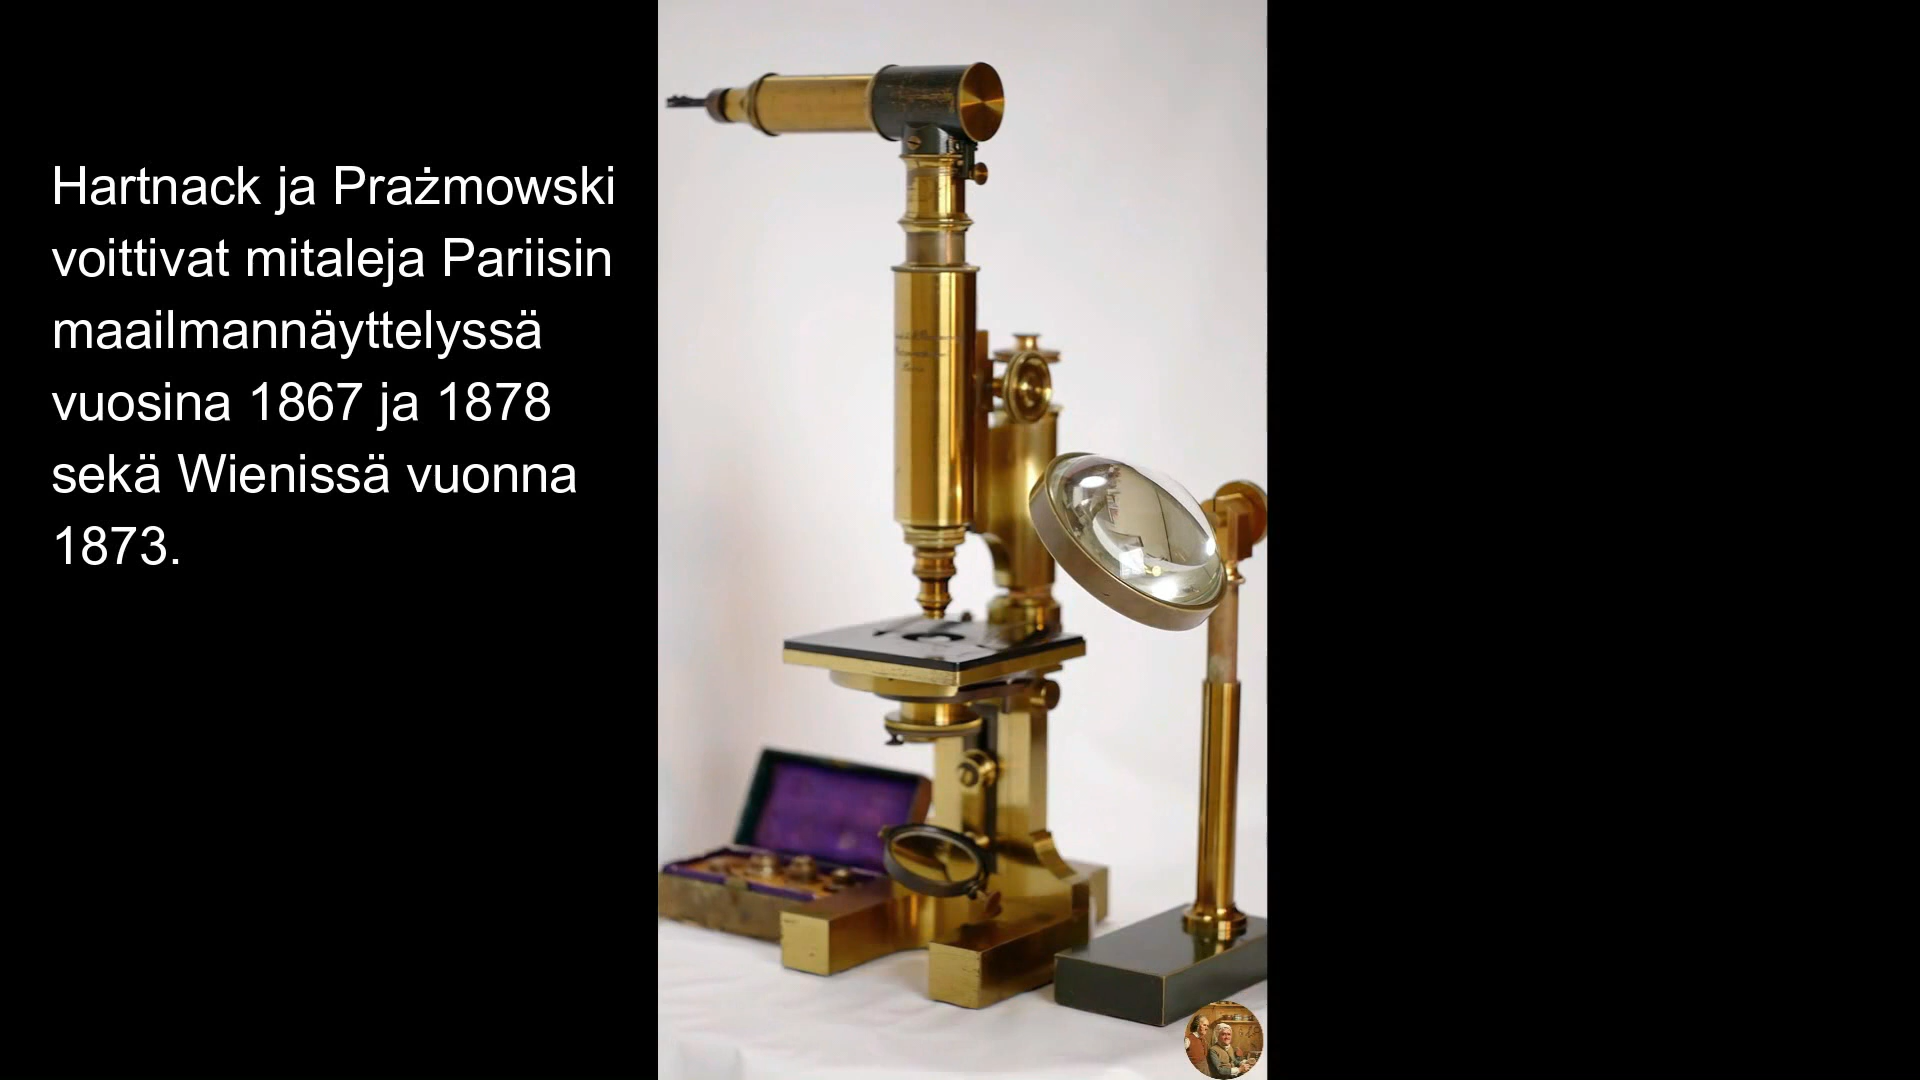 Hartnack ja Prażmowski
voittivat mitaleja Pariisin
maailmannäyttelyssä
vuosina 1867 ja 1878
sekä Wienissä vuonna
1873.